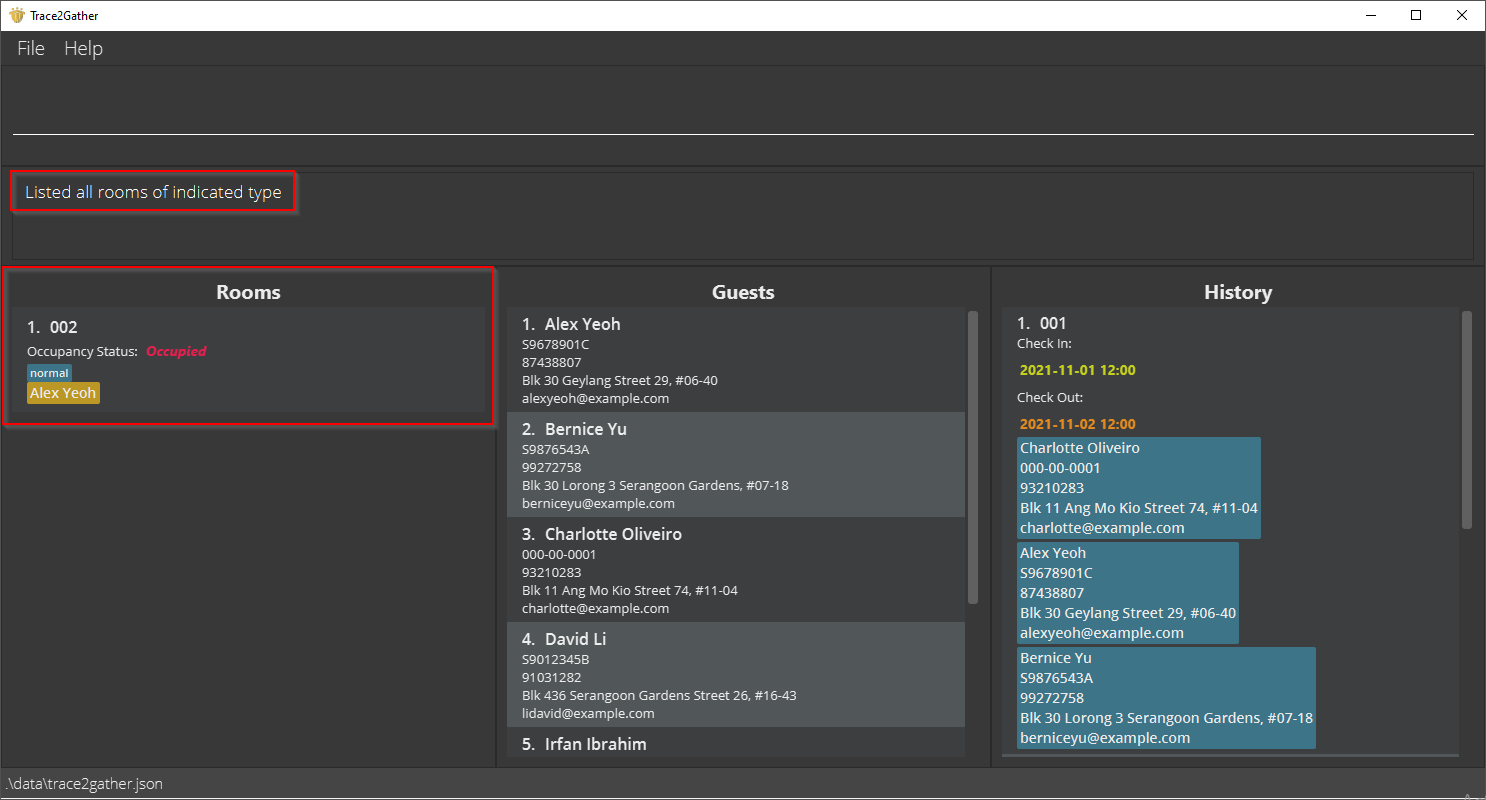 Trace2Gather
File Help
Listed all rooms of indicated type
Rooms
1. 002
Occupancy Status: Occupied
normal
Alex Yeoh
Guests
1. Alex Yeoh
S9678901C
87438807
Blk 30 Geylang Street 29, #06-40
alexyeoh@example.com
2. Bernice Yu
S9876543A
99272758
Blk 30 Lorong 3 Serangoon Gardens, #07-18
berniceyu@example.com
3. Charlotte Oliveiro
000-00-0001
93210283
Blk 11 Ang Mo Kio Street 74, #11-04
charlotte@example.com
4. David Li
S9012345B
91031282
Blk 436 Serangoon Gardens Street 26, #16-43
lidavid@example.com
5. Irfan Ibrahim
History
1. 001
Check In:
2021-11-01 12:00
Check Out:
2021-11-02 12:00
Charlotte Oliveiro
000-00-0001
93210283
Blk 11 Ang Mo Kio Street 74, #11-04
charlotte@example.com
Alex Yeoh
S9678901C
87438807
Blk 30 Geylang Street 29, #06-40
alexyeoh@example.com
Bernice Yu
S9876543A
99272758
Blk 30 Lorong 3 Serangoon Gardens, #07-18
berniceyu@example.com
.\data\trace2gather.json